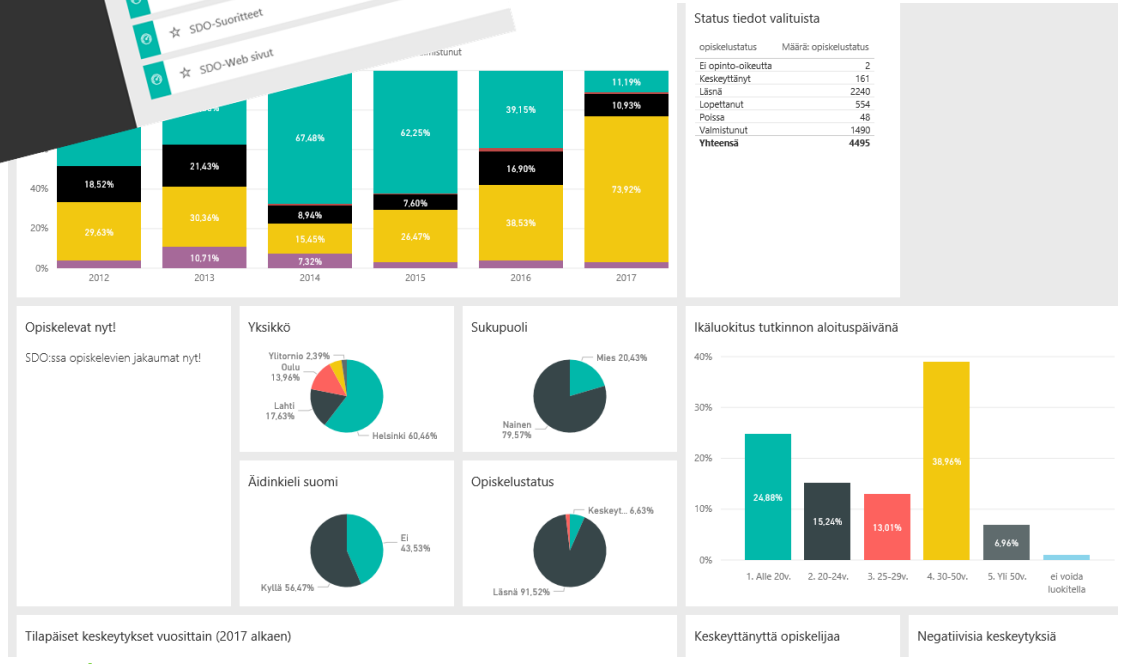 SDO-Suoritteet
SDO-Web sivut
11,19%
10,93%
73,92%
39,15%
16,90%
38,53%
62,25%
7,60%
26,47%
67,48%
8,94%
15,45%
7,32%
21,43%
30,36%
10,71%
18,52%
29,63%
40%
20%
0%
2012 2013 2014 2015 2016 2017
Status tiedot valituista
opiskelustatus Määrä: opiskelustatus
Ei opinto-oikeutta 2
Keskeyttänyt 161
Läsnä 2240
Lopettanut 554
Poissa 48
Valmistunut 1490
Yhteensä 4495
Opiskelevat nyt!
SDO:ssa opiskelevien jakaumat nyt!
Yksikkö
Ylitornio 2,39%
Oulu
13,96%
Lahti
17,63%
Helsinki 60,46%
Sukupuoli
Mies 20,43%
Nainen
79,57%
Äidinkieli suomi
Ei
43,53%
Kyllä 56,47%
Opiskelustatus
Keskeyt... 6,63%
Läsnä 91,52%
Ikäluokitus tutkinnon aloituspäivänä
40%
30%
20%
10%
0%
24,88%
15,24%
13,01%
38,96%
6,96%
1. Alle 20v. 2. 20-24v. 3. 25-29v. 4. 30-50v. 5. Yli 50v. ei voida
luokitella
Tilapäiset keskeytykset vuosittain (2017 alkaen)
Keskeyttänyttä opiskelijaa
Negatiivisia keskeytyksiä